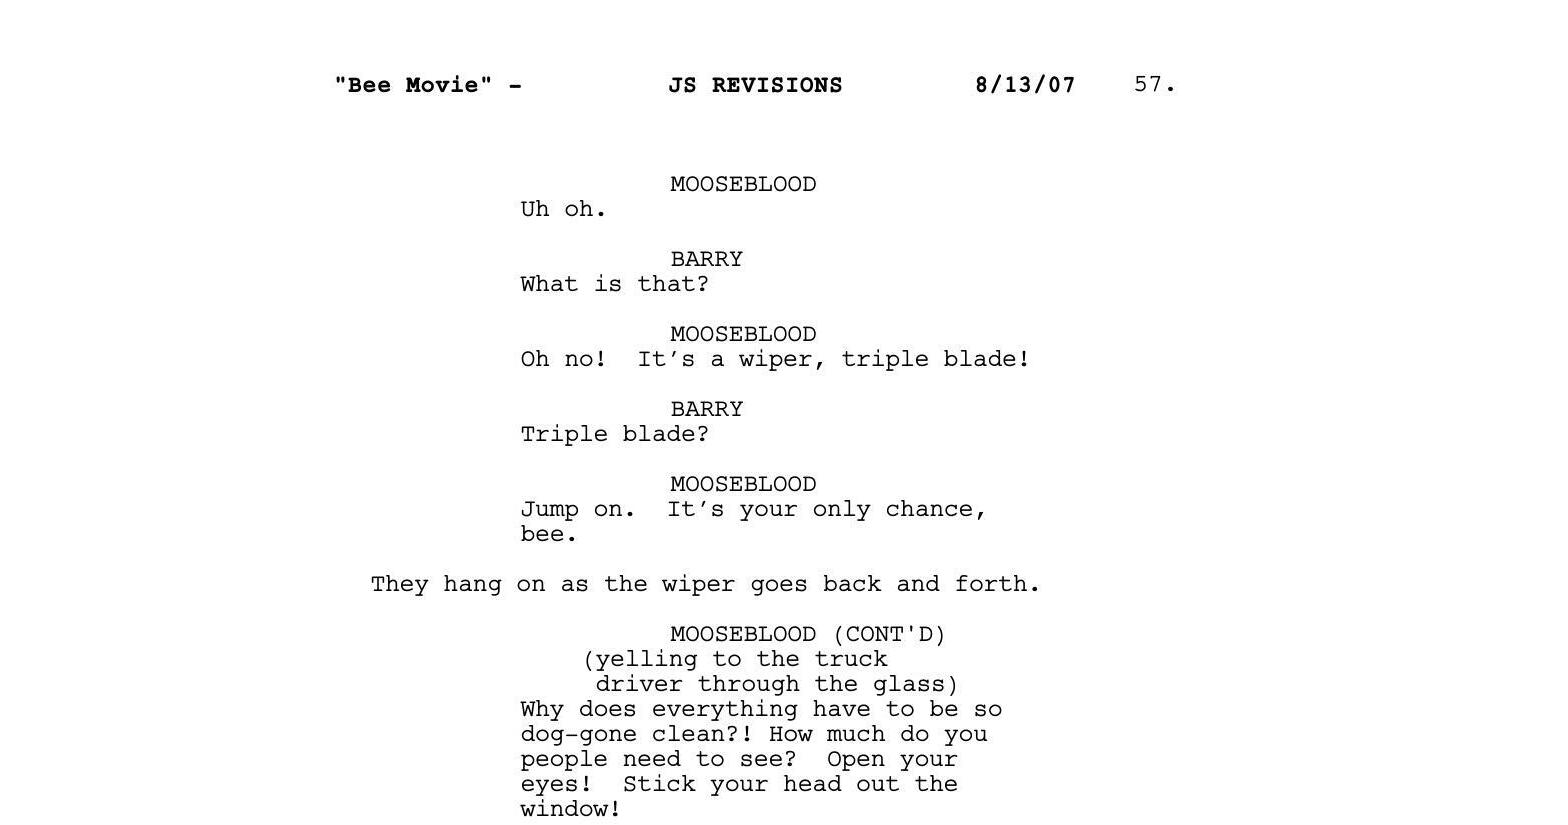 "Bee Movie" - JS REVISIONS 8/13/07 57.
MOOSEBLOOD
Uh oh.
BARRY
What is that?
MOOSEBLOOD
Oh no!  It's a wiper, triple blade!
BARRY
Triple blade?
MOOSEBLOOD
Jump on.  It's your only chance,
bee.
They hang on as the wiper goes back and forth.
MOOSEBLOOD (CONT'D)
(yelling to the truck
driver through the glass)
Why does everything have to be so
dog-gone clean?! How much do you
people need to see?  Open your
eyes!  Stick your head out the
window!